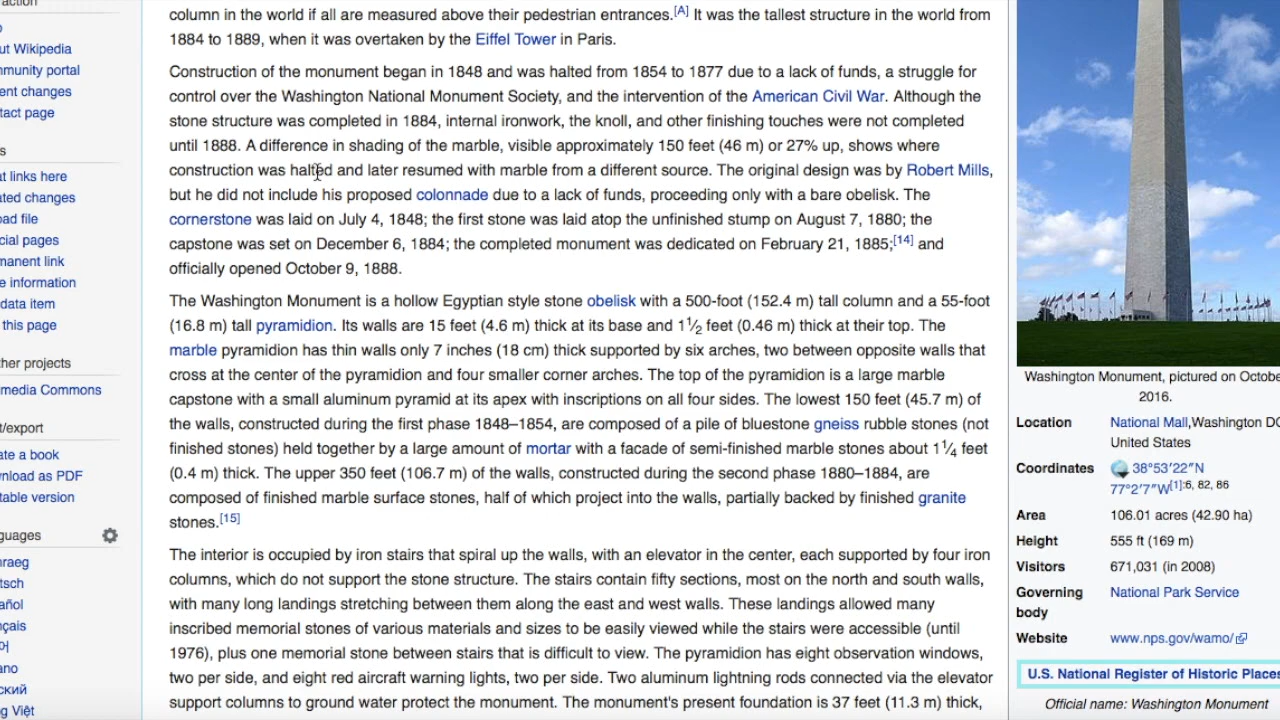 column in the world if all are measured above their pedestrian entrances.[A] It was the tallest structure in the world from
1884 to 1889, when it was overtaken by the Eiffel Tower in Paris.
Construction of the monument began in 1848 and was halted from 1854 to 1877 due to a lack of funds, a struggle for
control over the Washington National Monument Society, and the intervention of the American Civil War. Although the
stone structure was completed in 1884, internal ironwork, the knoll, and other finishing touches were not completed
until 1888. A difference in shading of the marble, visible approximately 150 feet (46 m) or 27% up, shows where
construction was halted and later resumed with marble from a different source. The original design was by Robert Mills,
but he did not include his proposed colonnade due to a lack of funds, proceeding only with a bare obelisk. The
cornerstone was laid on July 4, 1848; the first stone was laid atop the unfinished stump on August 7, 1880; the
capstone was set on December 6, 1884; the completed monument was dedicated on February 21, 1885;[14] and
officially opened October 9, 1888.
The Washington Monument is a hollow Egyptian style stone obelisk with a 500-foot (152.4 m) tall column and a 55-foot
(16.8 m) tall pyramidion. Its walls are 15 feet (4.6 m) thick at its base and 1 1⁄2 feet (0.46 m) thick at their top. The
marble pyramidion has thin walls only 7 inches (18 cm) thick supported by six arches, two between opposite walls that
cross at the center of the pyramidion and four smaller corner arches. The top of the pyramidion is a large marble
capstone with a small aluminum pyramid at its apex with inscriptions on all four sides. The lowest 150 feet (45.7 m) of
the walls, constructed during the first phase 1848–1854, are composed of a pile of bluestone gneiss rubble stones (not
finished stones) held together by a large amount of mortar with a facade of semi-finished marble stones about 1 1⁄4 feet
(0.4 m) thick. The upper 350 feet (106.7 m) of the walls, constructed during the second phase 1880–1884, are
composed of finished marble surface stones, half of which project into the walls, partially backed by finished granite
stones.[15]
The interior is occupied by iron stairs that spiral up the walls, with an elevator in the center, each supported by four iron
columns, which do not support the stone structure. The stairs contain fifty sections, most on the north and south walls,
with many long landings stretching between them along the east and west walls. These landings allowed many
inscribed memorial stones of various materials and sizes to be easily viewed while the stairs were accessible (until
1976), plus one memorial stone between stairs that is difficult to view. The pyramidion has eight observation windows,
two per side, and eight red aircraft warning lights, two per side. Two aluminum lightning rods connected via the elevator
support columns to ground water protect the monument. The monument's present foundation is 37 feet (11.3 m) thick,
ut Wikipedia
munity portal
ent changes
tact page
s
at links here
ated changes
oad file
cial pages
manent link
e information
data item
this page
ther projects
media Commons
t/export
ate a book
wnload as PDF
table version
guages
raeg
tsch
añol
nçais
ano
ский
ng Việt
Washington Monument, pictured on Octobe
2016.
Location National Mall,Washington DC
United States
Coordinates 38°53′22″N
77°2′7″W[1]:6, 82, 86
Area 106.01 acres (42.90 ha)
Height 555 ft (169 m)
Visitors 671,031 (in 2008)
Governing National Park Service
body
Website www.nps.gov/wamo/
U.S. National Register of Historic Places
Official name: Washington Monument